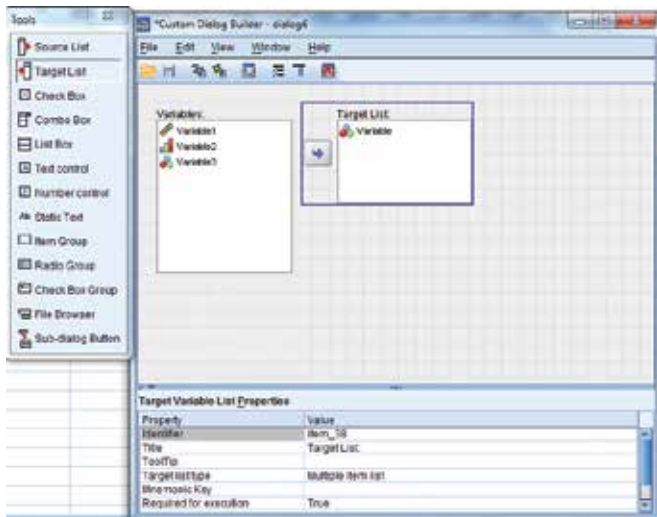 Tools
Source List
Target List
Check Box
Combo Box
List Box
Text control
Number control
Static Text
Item Group
Radio Group
Check Box Group
File Browser
Sub-dialog Button
*Custom Dialog Builder - dialog6
File Edit View Window Help
Variables:
Variable1
Variable2
Variable3
Target List:
Variable
Target Variable List Properties
Property Value
Identifier item_18
Title Target List:
ToolTip
Target list type Multiple item list
Mnemonic Key
Required for execution True